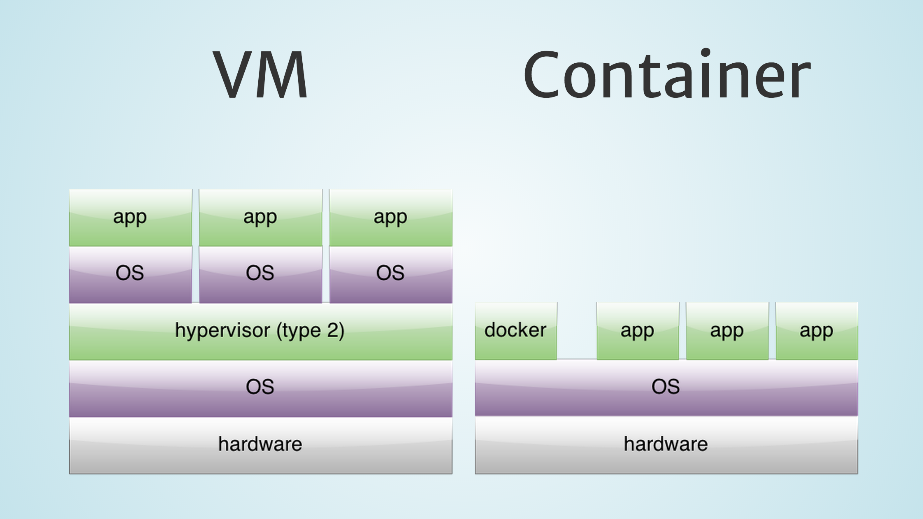 VM
Container
app
app
app
OS
OS
OS
hypervisor (type 2)
OS
hardware
docker
app
app
app
OS
hardware